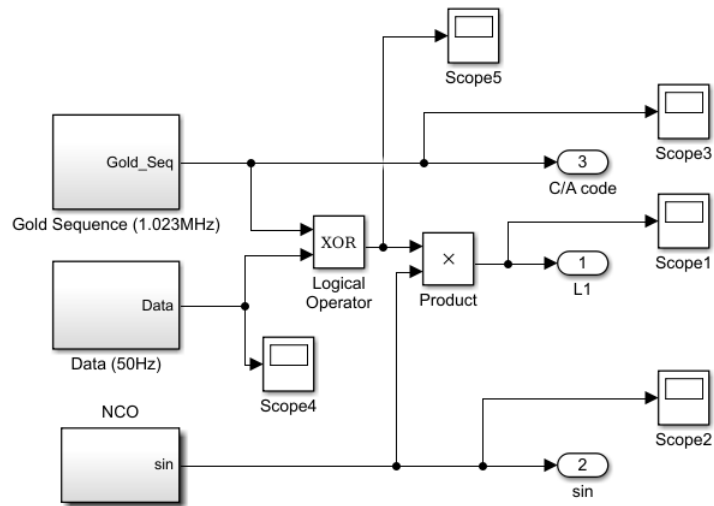 Scope5
Gold_Seq
Gold Sequence (1.023MHz)
Scope3
3
C/A code
XOR
Logical
Operator
×
Product
Scope1
1
L1
Data
Data (50Hz)
Scope4
NCO
sin
Scope2
2
sin